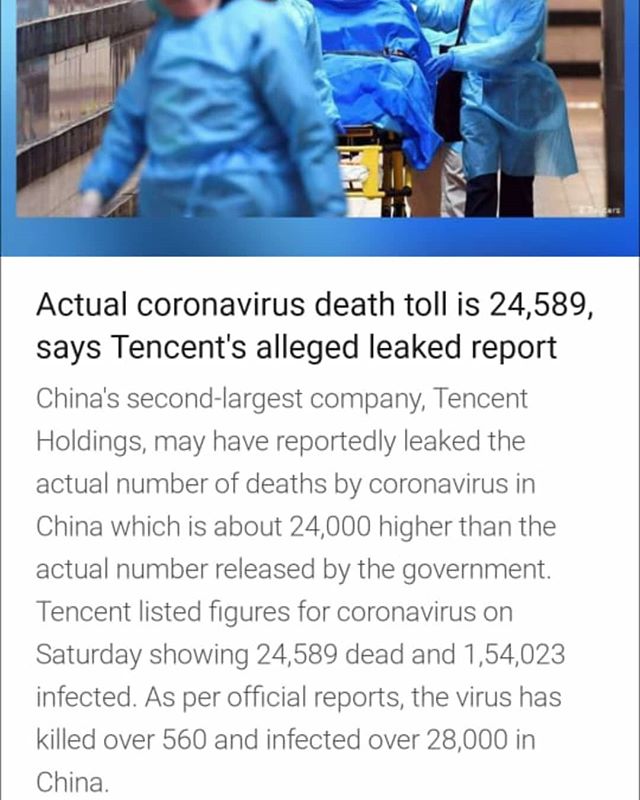 Actual coronavirus death toll is 24,589,
says Tencent's alleged leaked report
China's second-largest company, Tencent
Holdings, may have reportedly leaked the
actual number of deaths by coronavirus in
China which is about 24,000 higher than the
actual number released by the government.
Tencent listed figures for coronavirus on
Saturday showing 24,589 dead and 1,54,023
infected. As per official reports, the virus has
killed over 560 and infected over 28,000 in
China.